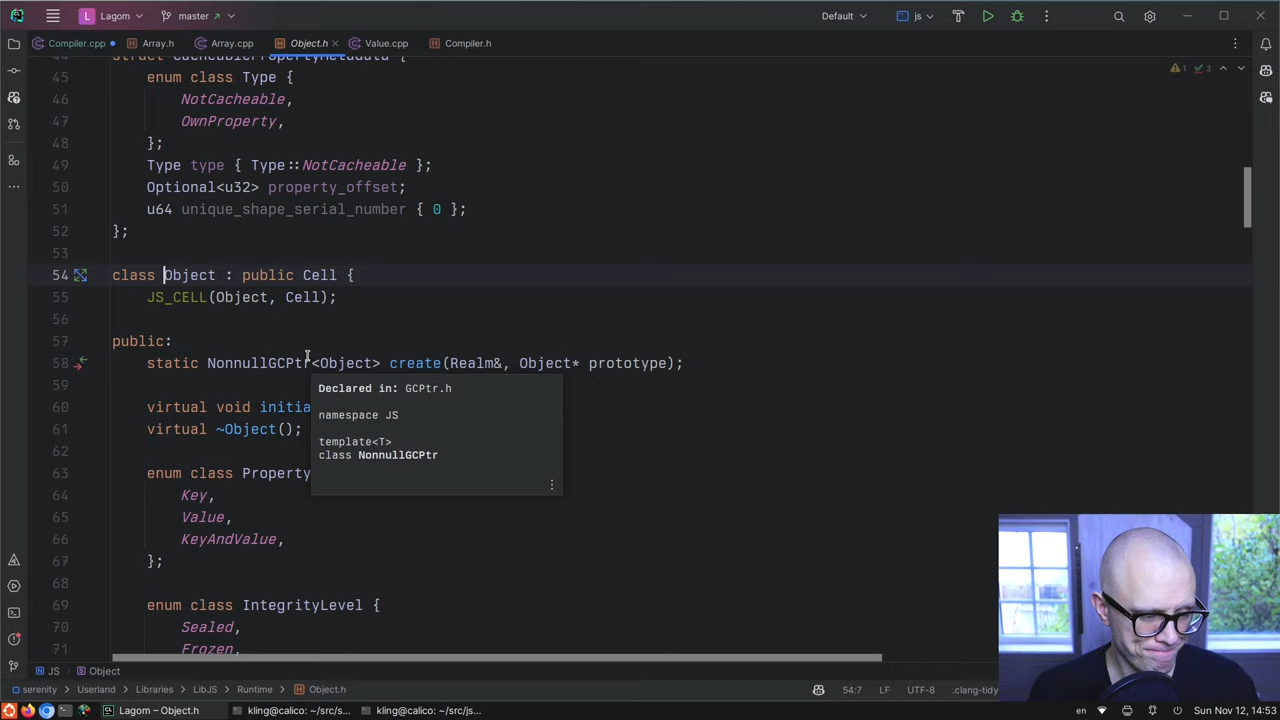 L Lagom
master
Default
js
Compiler.cpp
Array.h
Array.cpp
Object.h
Value.cpp
Compiler.h
44 struct CacheablePropertyMetadata {
45 enum class Type {
46 NotCacheable,
47 OwnProperty,
48 };
49 Type type { Type::NotCacheable };
50 Optional<u32> property_offset;
51 u64 unique_shape_serial_number { 0 };
52 };
53
54 class Object : public Cell {
55 JS_CELL(Object, Cell);
56
57 public:
58 static NonnullGCPtr<Object> create(Realm&, Object* prototype);
59
60 virtual void initia
61 virtual ~Object();
62
63 enum class Property
64 Key,
65 Value,
66 KeyAndValue,
67 };
68
69 enum class IntegrityLevel {
70 Sealed,
71 Frozen,
1 3
Declared in: GCPtr.h
namespace JS
template<T>
class NonnullGCPtr
JS Object
serenity Userland Libraries LibJS Runtime Object.h
54:7 LF UTF-8 .clang-tidy
Lagom – Object.h
kling@calico: ~/src/s...
kling@calico: ~/src/js...
en
Sun Nov 12, 14:53